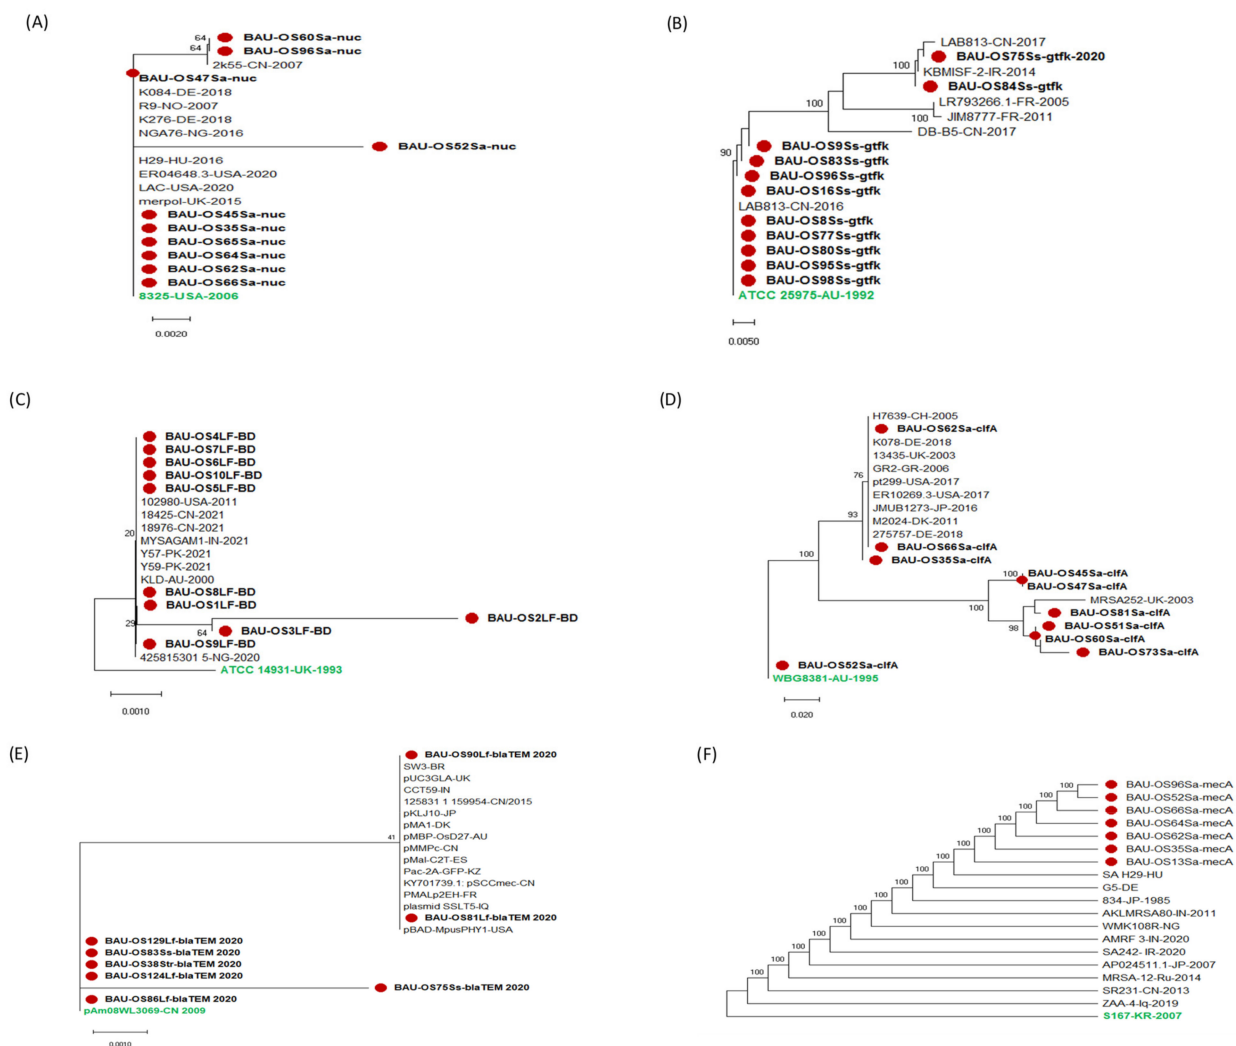 (A)
64
BAU-OS60Sa-nuc
64
BAU-OS96Sa-nuc
2k55-CN-2007
BAU-OS47Sa-nuc
K084-DE-2018
R9-NO-2007
K276-DE-2018
NGA76-NG-2016
BAU-OS52Sa-nuc
H29-HU-2016
ER04648.3-USA-2020
LAC-USA-2020
merpol-UK-2015
BAU-OS45Sa-nuc
BAU-OS35Sa-nuc
BAU-OS65Sa-nuc
BAU-OS64Sa-nuc
BAU-OS62Sa-nuc
BAU-OS66Sa-nuc
8325-USA-2006
0.0020
(B)
LAB813-CN-2017
100
BAU-OS75Ss-gtfk-2020
KBMISF-2-IR-2014
BAU-OS84Ss-gtfk
100
LR793266.1-FR-2005
100
JIM8777-FR-2011
DB-B5-CN-2017
90
BAU-OS9Ss-gtfk
BAU-OS83Ss-gtfk
BAU-OS96Ss-gtfk
BAU-OS16Ss-gtfk
LAB813-CN-2016
BAU-OS8Ss-gtfk
BAU-OS77Ss-gtfk
BAU-OS80Ss-gtfk
BAU-OS95Ss-gtfk
BAU-OS98Ss-gtfk
ATCC 25975-AU-1992
0.0050
(C)
BAU-OS4LF-BD
BAU-OS7LF-BD
BAU-OS6LF-BD
BAU-OS10LF-BD
BAU-OS5LF-BD
102980-USA-2011
18425-CN-2021
18976-CN-2021
20
MYSAGAM1-IN-2021
Y57-PK-2021
Y59-PK-2021
KLD-AU-2000
BAU-OS8LF-BD
BAU-OS1LF-BD
BAU-OS2LF-BD
29
64
BAU-OS3LF-BD
BAU-OS9LF-BD
425815301 5-NG-2020
ATCC 14931-UK-1993
0.0010
(D)
H7639-CH-2005
BAU-OS62Sa-clfA
K078-DE-2018
13435-UK-2003
GR2-GR-2006
76
pt299-USA-2017
ER10269.3-USA-2017
JMUB1273-JP-2016
93
M2024-DK-2011
275757-DE-2018
BAU-OS66Sa-clfA
100
BAU-OS35Sa-clfA
100
BAU-OS45Sa-clfA
BAU-OS47Sa-clfA
100
MRSA252-UK-2003
BAU-OS81Sa-clfA
98
BAU-OS51Sa-clfA
BAU-OS60Sa-clfA
BAU-OS73Sa-clfA
BAU-OS52Sa-clfA
WBG8381-AU-1995
0.020
(E)
BAU-OS90Lf-blaTEM 2020
SW3-BR
pUC3GLA-UK
CCT59-IN
125831 1 159954-CN/2015
pKLJ10-JP
pMA1-DK
41
pMBP-OsD27-AU
pMMPc-CN
pMal-C2T-ES
Pac-2A-GFP-KZ
KY701739.1: pSCCmec-CN
PMALp2EH-FR
plasmid SSLT5-IQ
BAU-OS81Lf-blaTEM 2020
pBAD-MpusPHY1-USA
BAU-OS129Lf-blaTEM 2020
BAU-OS83Ss-blaTEM 2020
BAU-OS38Str-blaTEM 2020
BAU-OS124Lf-blaTEM 2020
BAU-OS75Ss-blaTEM 2020
BAU-OS86Lf-blaTEM 2020
pAm08WL3069-CN 2009
0.0010
(F)
100
BAU-OS96Sa-mecA
100
BAU-OS52Sa-mecA
100
BAU-OS66Sa-mecA
100
BAU-OS64Sa-mecA
100
BAU-OS62Sa-mecA
100
BAU-OS35Sa-mecA
100
BAU-OS13Sa-mecA
100
SA H29-HU
100
G5-DE
100
834-JP-1985
100
AKLMRSA80-IN-2011
100
WMK108R-NG
100
AMRF 3-IN-2020
100
SA242- IR-2020
100
AP024511.1-JP-2007
100
MRSA-12-Ru-2014
SR231-CN-2013
ZAA-4-Iq-2019
S167-KR-2007